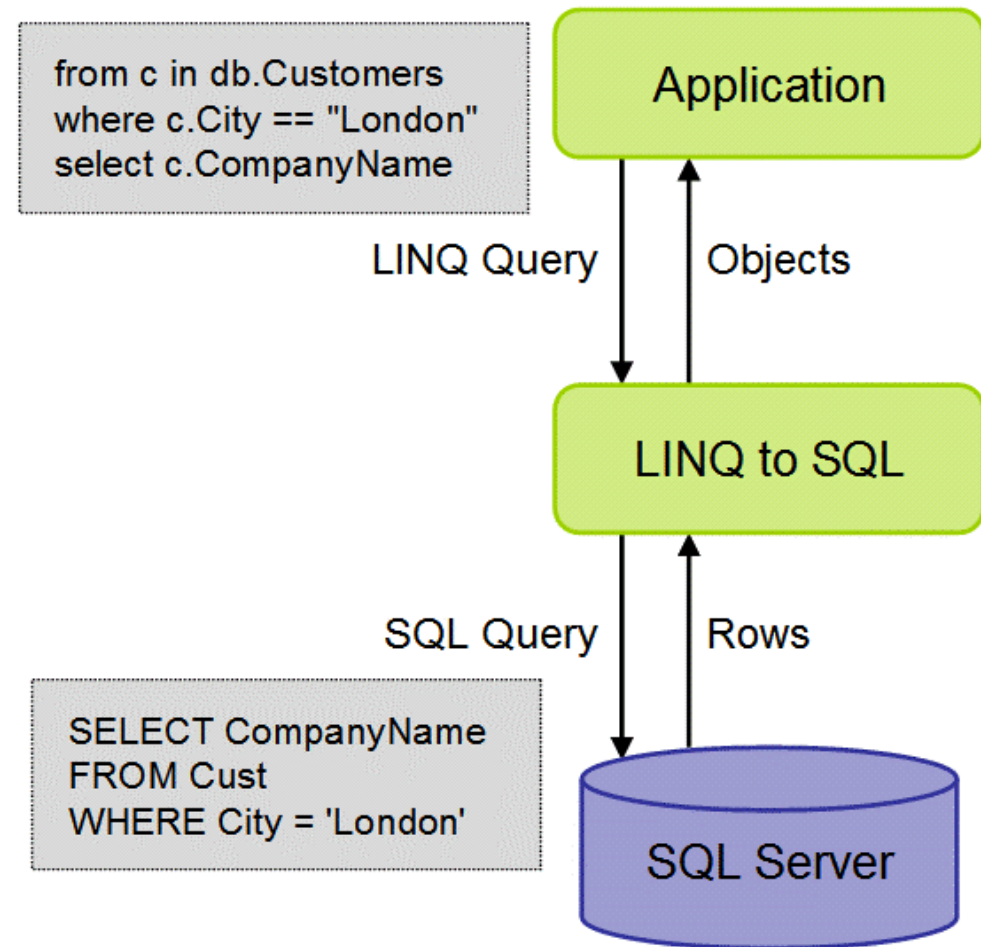 from c in db.Customers
where c.City == "London"
select c.CompanyName
Application
LINQ Query
Objects
LINQ to SQL
SQL Query
Rows
SELECT CompanyName
FROM Cust
WHERE City = 'London'
SQL Server